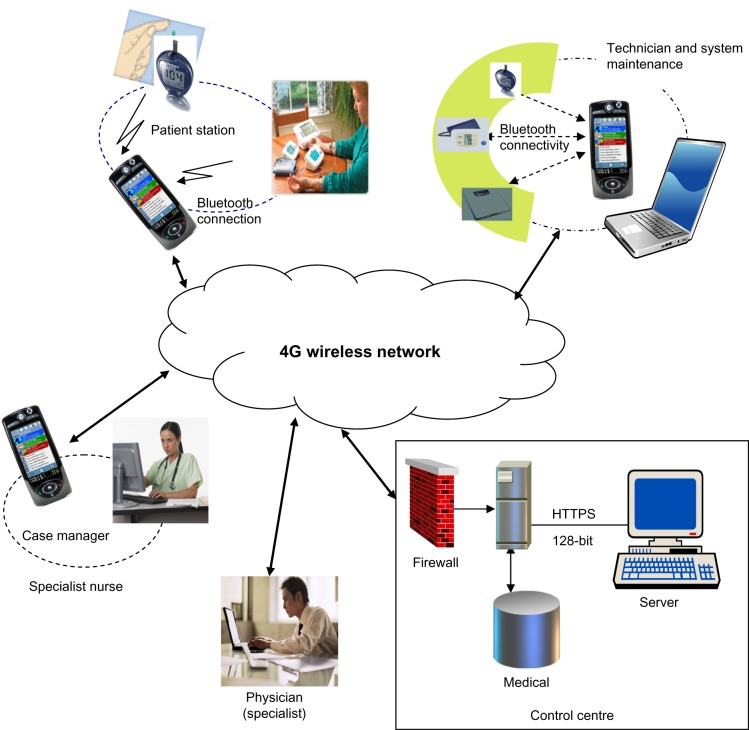 104
Patient station
Bluetooth
connection
Technician and system
maintenance
Bluetooth
connectivity
4G wireless network
Case manager
Specialist nurse
Physician
(specialist)
Firewall
HTTPS
128-bit
Server
Medical
Control centre